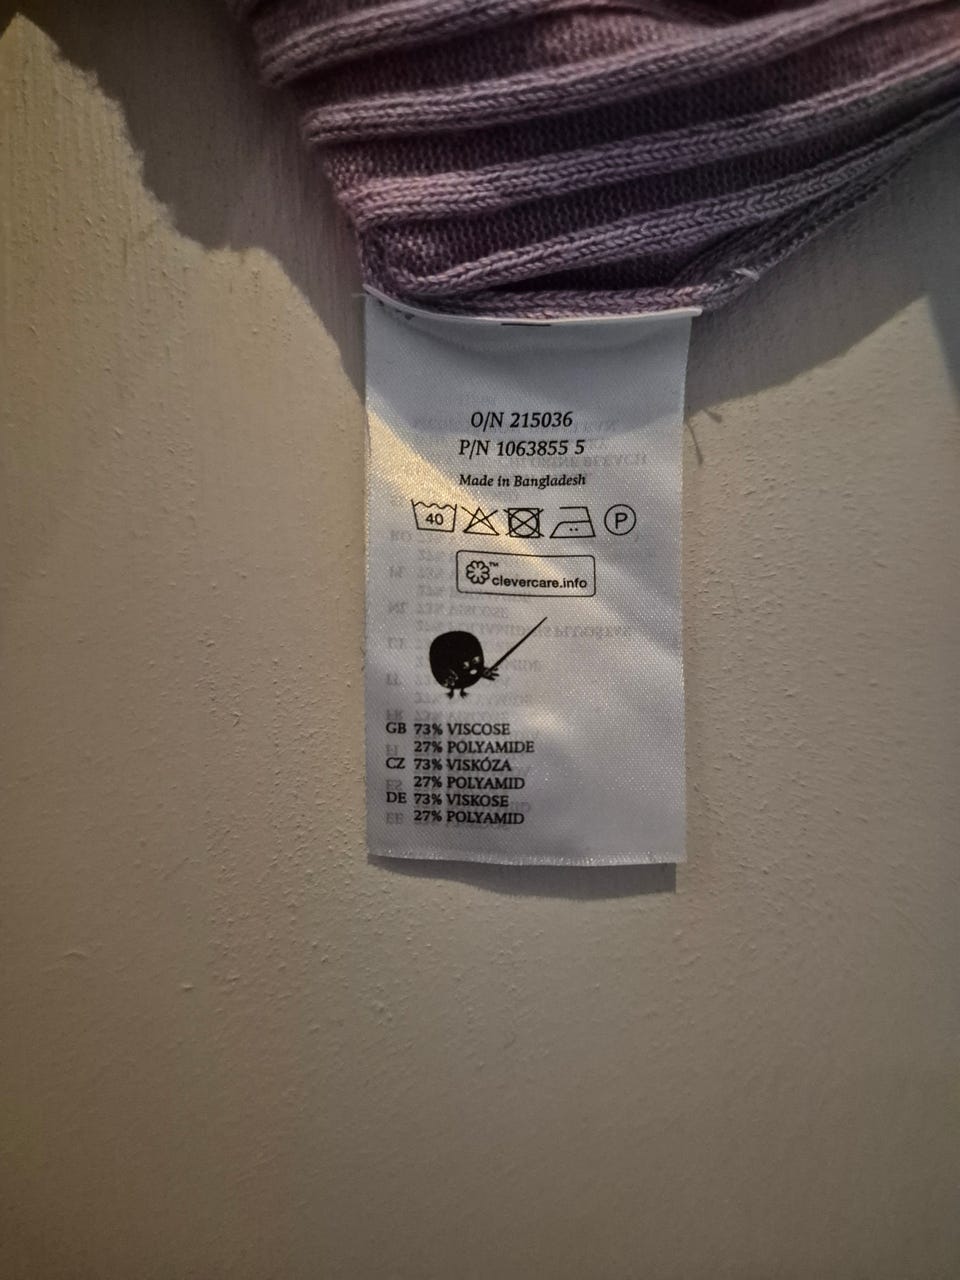 O/N 215036
P/N 1063855 5
Made in Bangladesh
40 P
™ clevercare.info
GB 73% VISCOSE
27% POLYAMIDE
CZ 73% VISKÓZA
27% POLYAMID
DE 73% VISKOSE
27% POLYAMID